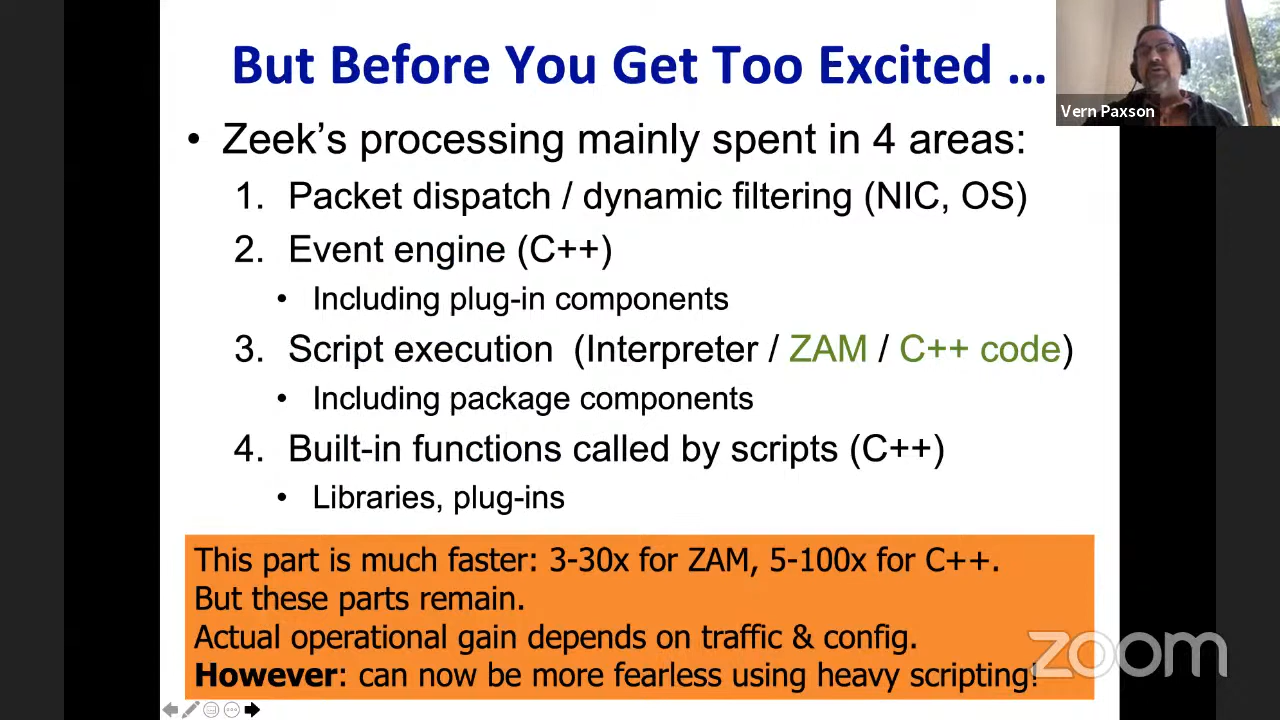 But Before You Get Too Excited ...
Vern Paxson
• Zeek's processing mainly spent in 4 areas:
1. Packet dispatch / dynamic filtering (NIC, OS)
2. Event engine (C++)
• Including plug-in components
3. Script execution (Interpreter / ZAM / C++ code)
• Including package components
4. Built-in functions called by scripts (C++)
• Libraries, plug-ins
This part is much faster: 3-30x for ZAM, 5-100x for C++.
But these parts remain.
Actual operational gain depends on traffic & config.
However: can now be more fearless using heavy scripting!
zoom